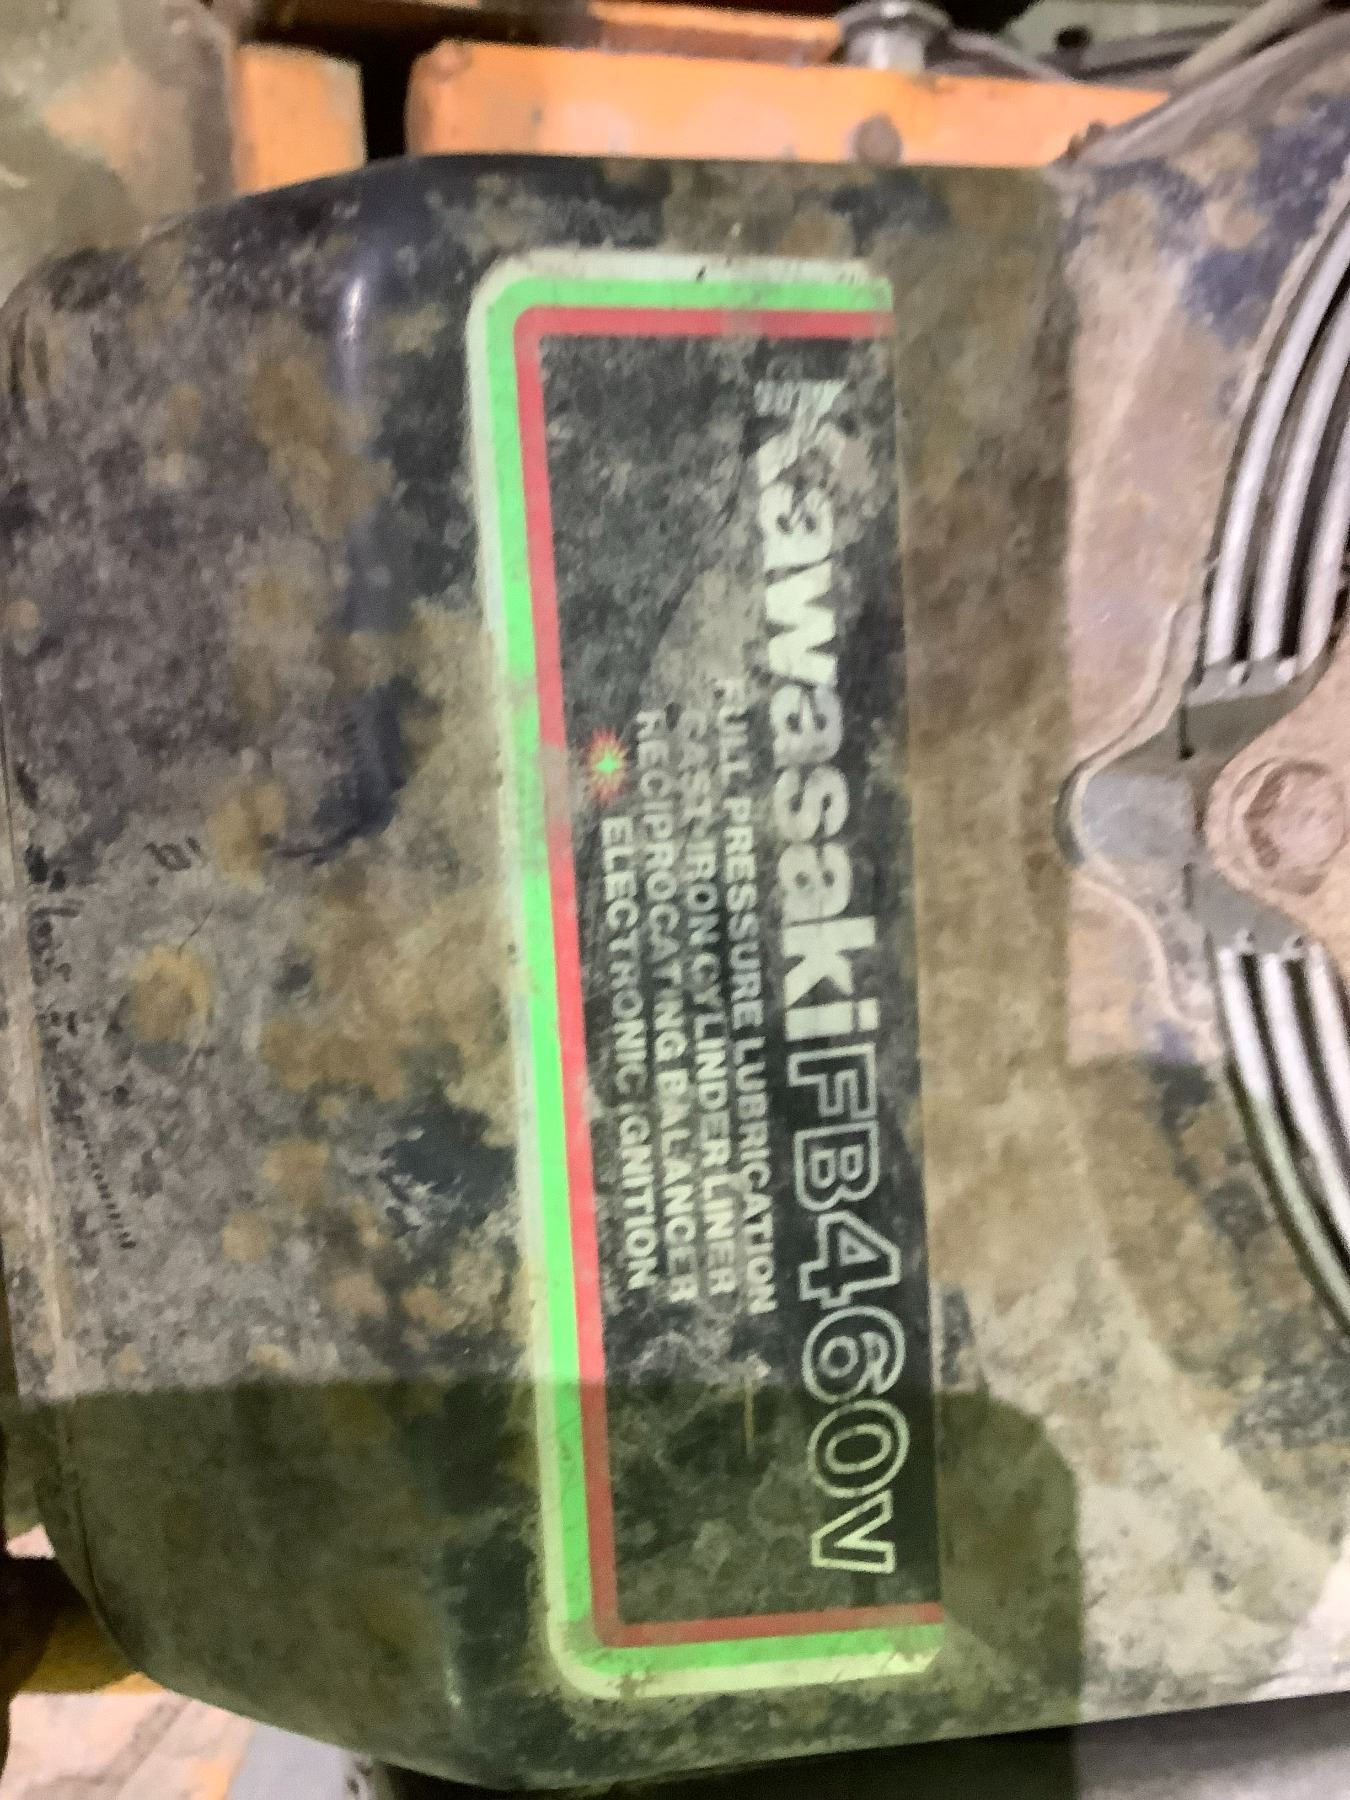 Kawasaki FB460V
FULL PRESSURE LUBRICATION
CAST-IRON CYLINDER LINER
RECIPROCATING BALANCER
ELECTRONIC IGNITION